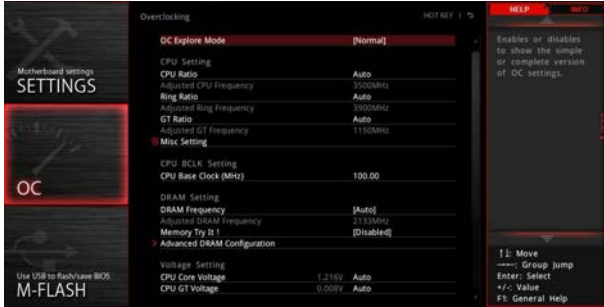 Motherboard settings
SETTINGS
OC
Use USB to flash/save BIOS
M-FLASH
Overclocking
HOT KEY
OC Explore Mode [Normal]
CPU Setting
CPU Ratio Auto
Adjusted CPU Frequency 3500MHz
Ring Ratio Auto
Adjusted Ring Frequency 3900MHz
GT Ratio Auto
Adjusted GT Frequency 1150MHz
Misc Setting
CPU BCLK Setting
CPU Base Clock (MHz) 100.00
DRAM Setting
DRAM Frequency [Auto]
Adjusted DRAM Frequency 2133MHz
Memory Try It ! [Disabled]
Advanced DRAM Configuration
Voltage Setting
CPU Core Voltage 1.216V Auto
CPU GT Voltage 0.008V Auto
HELP
INFO
Enables or disables
to show the simple
or complete version
of OC settings.
↑↓: Move
: Group Jump
Enter: Select
+/-: Value
F1: General Help